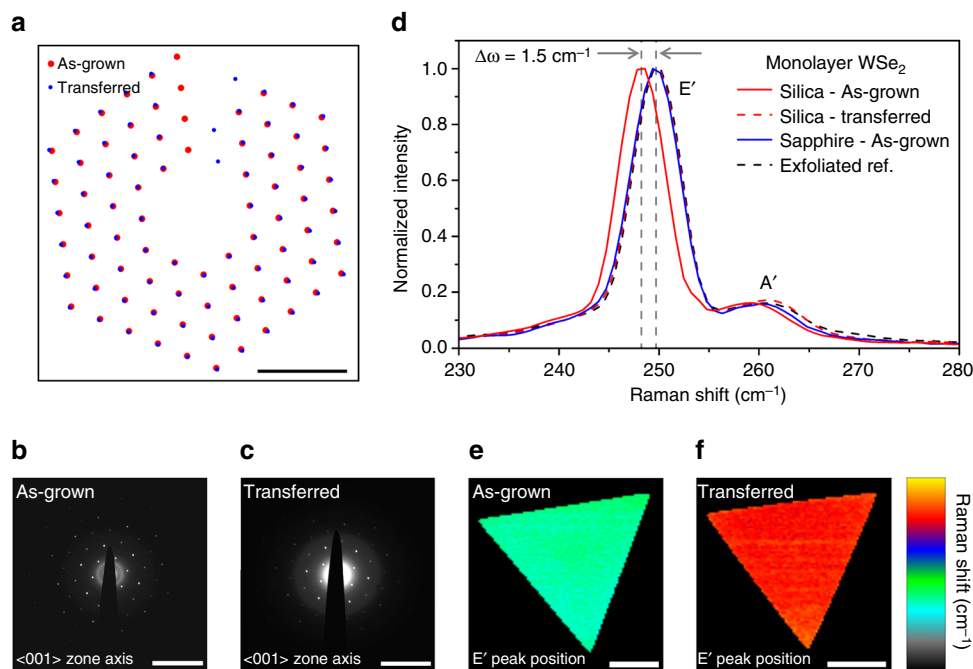 a
As-grown
Transferred
d
Δω = 1.5 cm⁻¹
Monolayer WSe₂
Silica - As-grown
Silica - transferred
Sapphire - As-grown
Exfoliated ref.
E′
A′
1.0
0.8
0.6
0.4
0.2
0.0
Normalized intensity
230 240 250 260 270 280
Raman shift (cm⁻¹)
b
As-grown
<001> zone axis
c
Transferred
<001> zone axis
e
As-grown
E′ peak position
f
Transferred
E′ peak position
Raman shift (cm⁻¹)